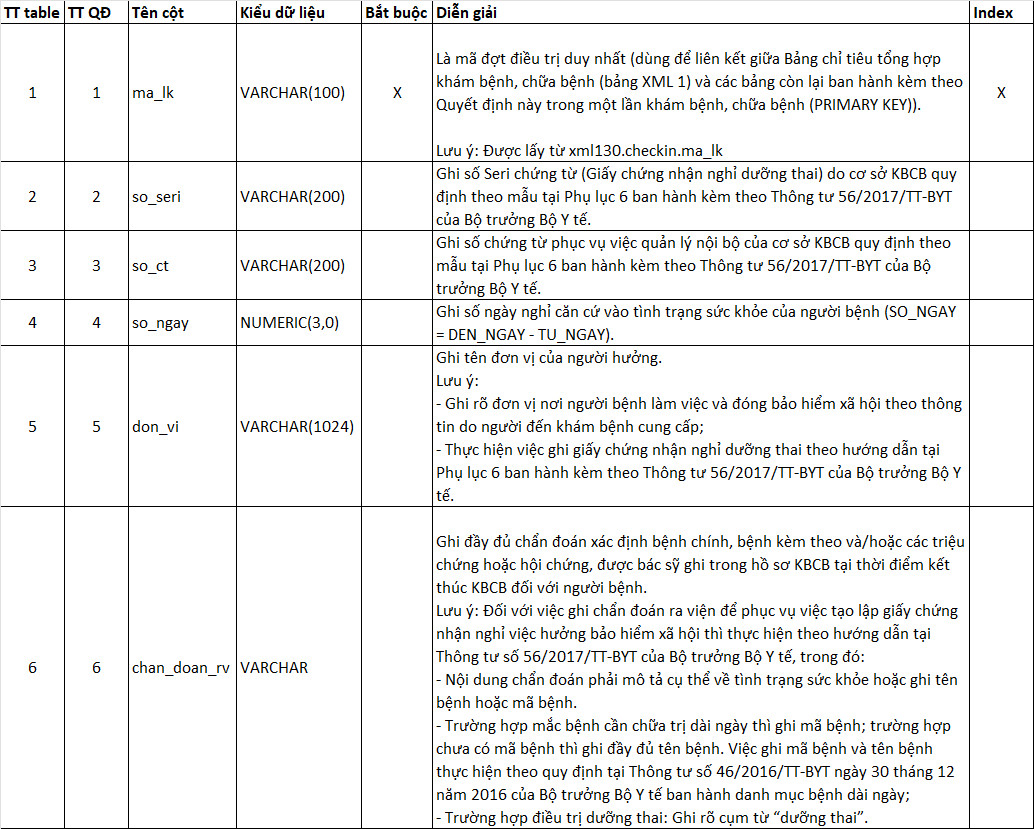 TT table TT QĐ Tên cột Kiểu dữ liệu Bắt buộc Diễn giải Index
Là mã đợt điều trị duy nhất (dùng để liên kết giữa Bảng chỉ tiêu tổng hợp
khám bệnh, chữa bệnh (bảng XML 1) và các bảng còn lại ban hành kèm theo
1 1 ma_lk VARCHAR(100) X Quyết định này trong một lần khám bệnh, chữa bệnh (PRIMARY KEY)). X
Lưu ý: Được lấy từ xml130.checkin.ma_lk
Ghi số Seri chứng từ (Giấy chứng nhận nghỉ dưỡng thai) do cơ sở KBCB quy
2 2 so_seri VARCHAR(200) định theo mẫu tại Phụ lục 6 ban hành kèm theo Thông tư 56/2017/TT-BYT
của Bộ trưởng Bộ Y tế.
Ghi số chứng từ phục vụ việc quản lý nội bộ của cơ sở KBCB quy định theo
3 3 so_ct VARCHAR(200) mẫu tại Phụ lục 6 ban hành kèm theo Thông tư 56/2017/TT-BYT của Bộ
trưởng Bộ Y tế.
4 4 so_ngay NUMERIC(3,0) Ghi số ngày nghỉ căn cứ vào tình trạng sức khỏe của người bệnh (SO_NGAY
= DEN_NGAY - TU_NGAY).
Ghi tên đơn vị của người hưởng.
Lưu ý:
- Ghi rõ đơn vị nơi người bệnh làm việc và đóng bảo hiểm xã hội theo thông
5 5 don_vi VARCHAR(1024) tin do người đến khám bệnh cung cấp;
- Thực hiện việc ghi giấy chứng nhận nghỉ dưỡng thai theo hướng dẫn tại
Phụ lục 6 ban hành kèm theo Thông tư 56/2017/TT-BYT của Bộ trưởng Bộ Y
tế.
Ghi đầy đủ chẩn đoán xác định bệnh chính, bệnh kèm theo và/hoặc các triệu
chứng hoặc hội chứng, được bác sỹ ghi trong hồ sơ KBCB tại thời điểm kết
thúc KBCB đối với người bệnh.
Lưu ý: Đối với việc ghi chẩn đoán ra viện để phục vụ việc tạo lập giấy chứng
nhận nghỉ việc hưởng bảo hiểm xã hội thì thực hiện theo hướng dẫn tại
6 6 chan_doan_rv VARCHAR Thông tư số 56/2017/TT-BYT của Bộ trưởng Bộ Y tế, trong đó:
- Nội dung chẩn đoán phải mô tả cụ thể về tình trạng sức khỏe hoặc ghi tên
bệnh hoặc mã bệnh.
- Trường hợp mắc bệnh cần chữa trị dài ngày thì ghi mã bệnh; trường hợp
chưa có mã bệnh thì ghi đầy đủ tên bệnh. Việc ghi mã bệnh và tên bệnh
thực hiện theo quy định tại Thông tư số 46/2016/TT-BYT ngày 30 tháng 12
năm 2016 của Bộ trưởng Bộ Y tế ban hành danh mục bệnh dài ngày;
- Trường hợp điều trị dưỡng thai: Ghi rõ cụm từ “dưỡng thai”.